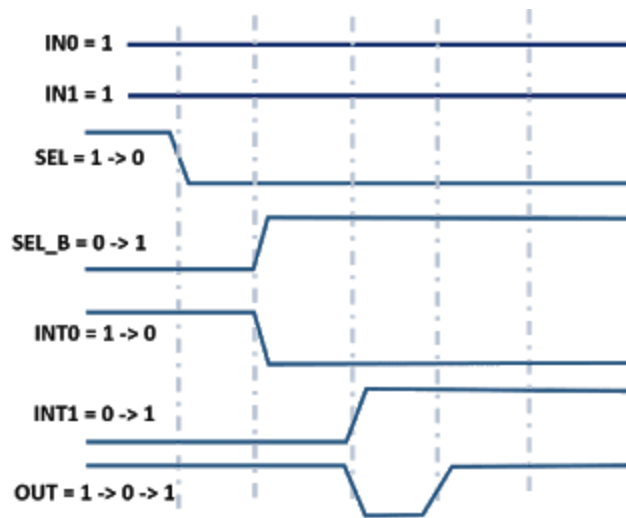 IN0 = 1
IN1 = 1
SEL = 1 -> 0
SEL_B = 0 -> 1
INT0 = 1 -> 0
INT1 = 0 -> 1
OUT = 1 -> 0 -> 1